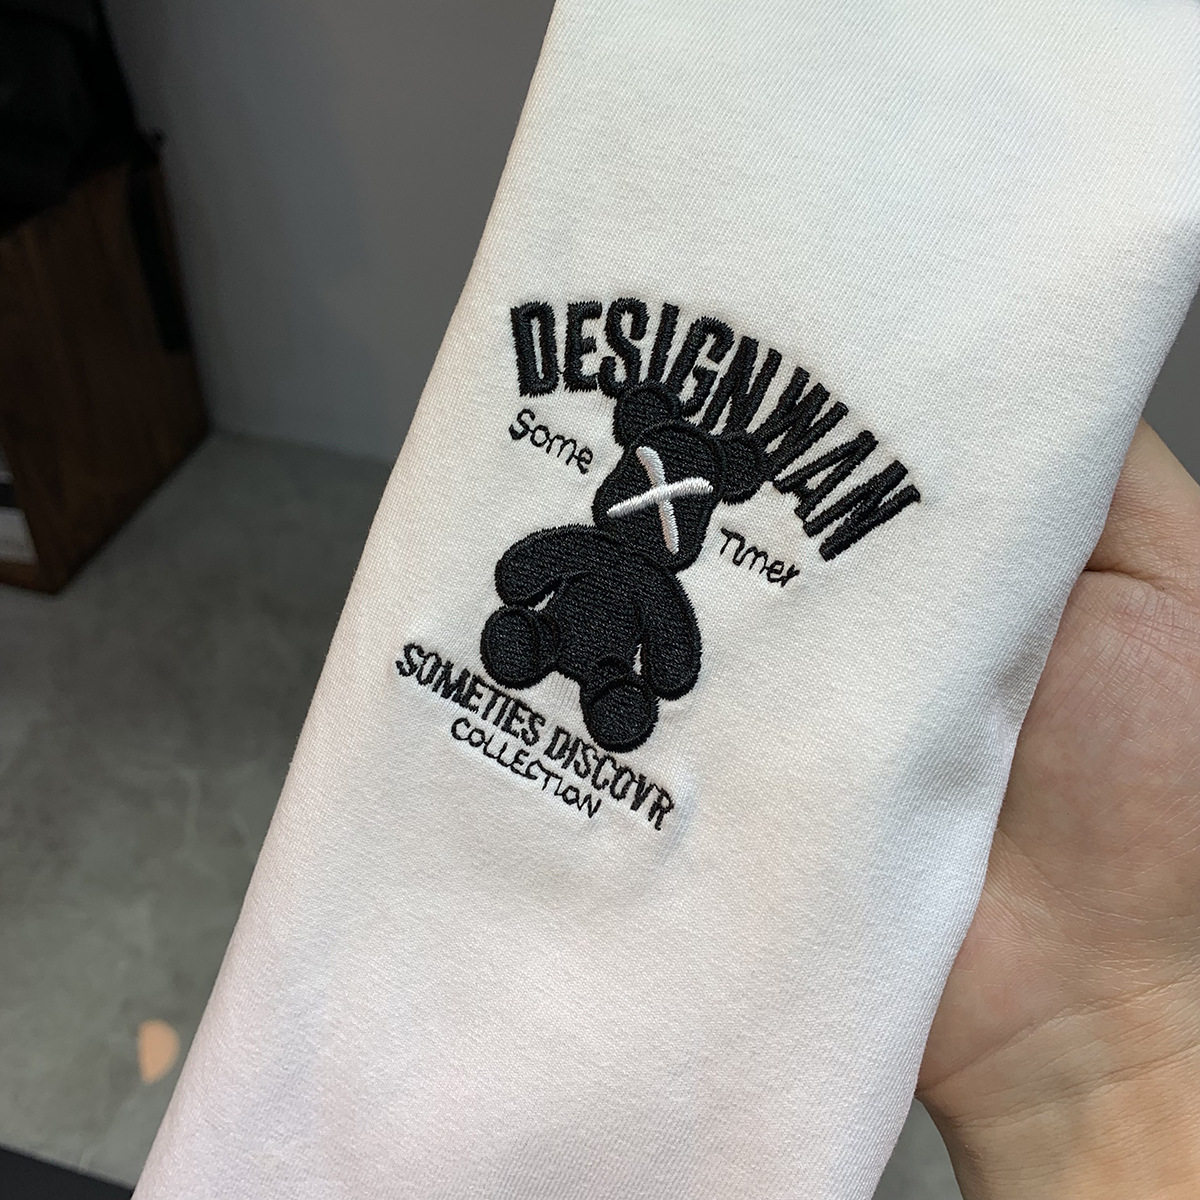 DESIGNWAN
Some
Timer
SOMETIES DISCOVR
COLLECTION